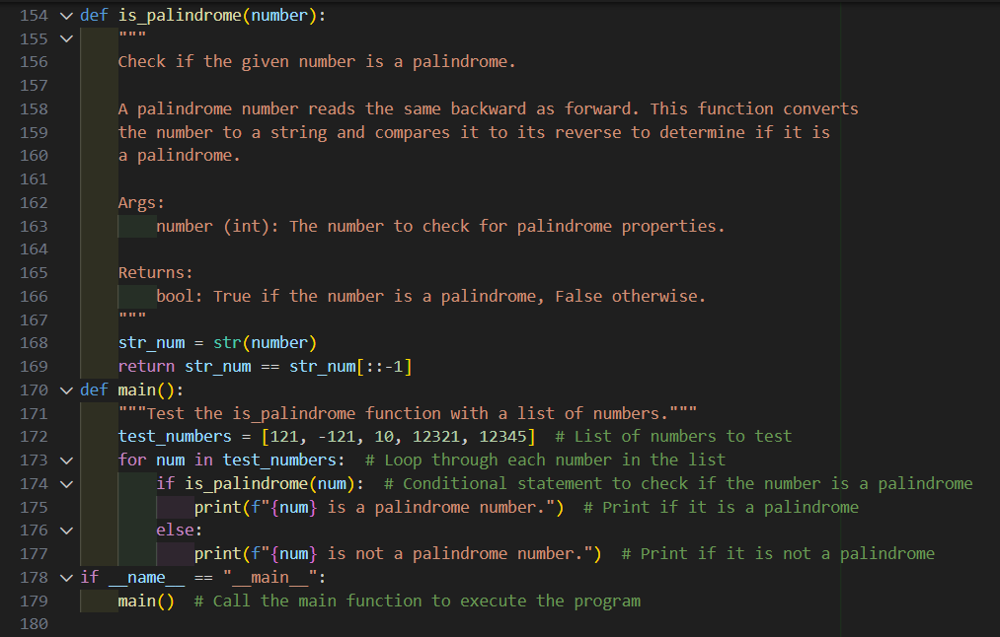 154 def is_palindrome(number):
155     """
156     Check if the given number is a palindrome.
157
158     A palindrome number reads the same backward as forward. This function converts
159     the number to a string and compares it to its reverse to determine if it is
160     a palindrome.
161
162     Args:
163         number (int): The number to check for palindrome properties.
164
165     Returns:
166         bool: True if the number is a palindrome, False otherwise.
167     """
168     str_num = str(number)
169     return str_num == str_num[::-1]
170 def main():
171     """Test the is_palindrome function with a list of numbers."""
172     test_numbers = [121, -121, 10, 12321, 12345]  # List of numbers to test
173     for num in test_numbers:  # Loop through each number in the list
174         if is_palindrome(num):  # Conditional statement to check if the number is a palindrome
175             print(f"{num} is a palindrome number.")  # Print if it is a palindrome
176         else:
177             print(f"{num} is not a palindrome number.")  # Print if it is not a palindrome
178 if __name__ == "__main__":
179     main()  # Call the main function to execute the program
180